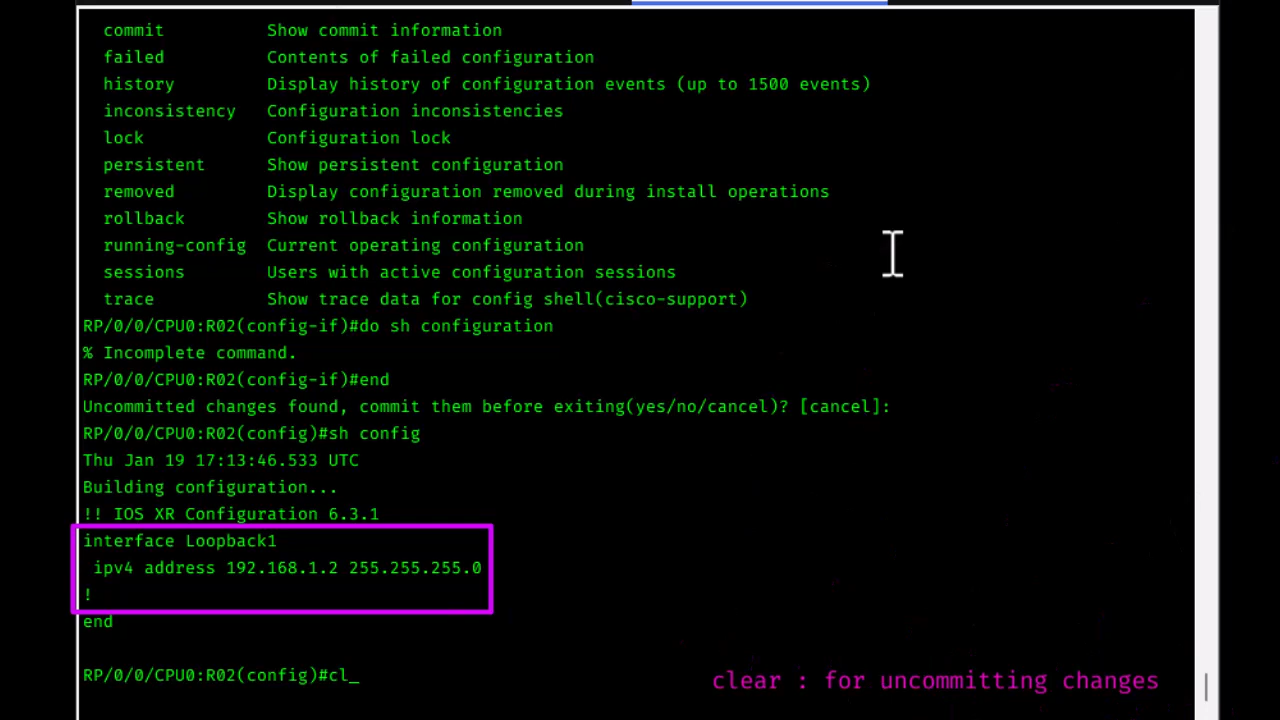 commit Show commit information
failed Contents of failed configuration
history Display history of configuration events (up to 1500 events)
inconsistency Configuration inconsistencies
lock Configuration lock
persistent Show persistent configuration
removed Display configuration removed during install operations
rollback Show rollback information
running-config Current operating configuration
sessions Users with active configuration sessions
trace Show trace data for config shell(cisco-support)
RP/0/0/CPU0:R02(config-if)#do sh configuration
% Incomplete command.
RP/0/0/CPU0:R02(config-if)#end
Uncommitted changes found, commit them before exiting(yes/no/cancel)? [cancel]:
RP/0/0/CPU0:R02(config)#sh config
Thu Jan 19 17:13:46.533 UTC
Building configuration...
!! IOS XR Configuration 6.3.1
interface Loopback1
ipv4 address 192.168.1.2 255.255.255.0
!
end
RP/0/0/CPU0:R02(config)#cl_
clear : for uncommitting changes